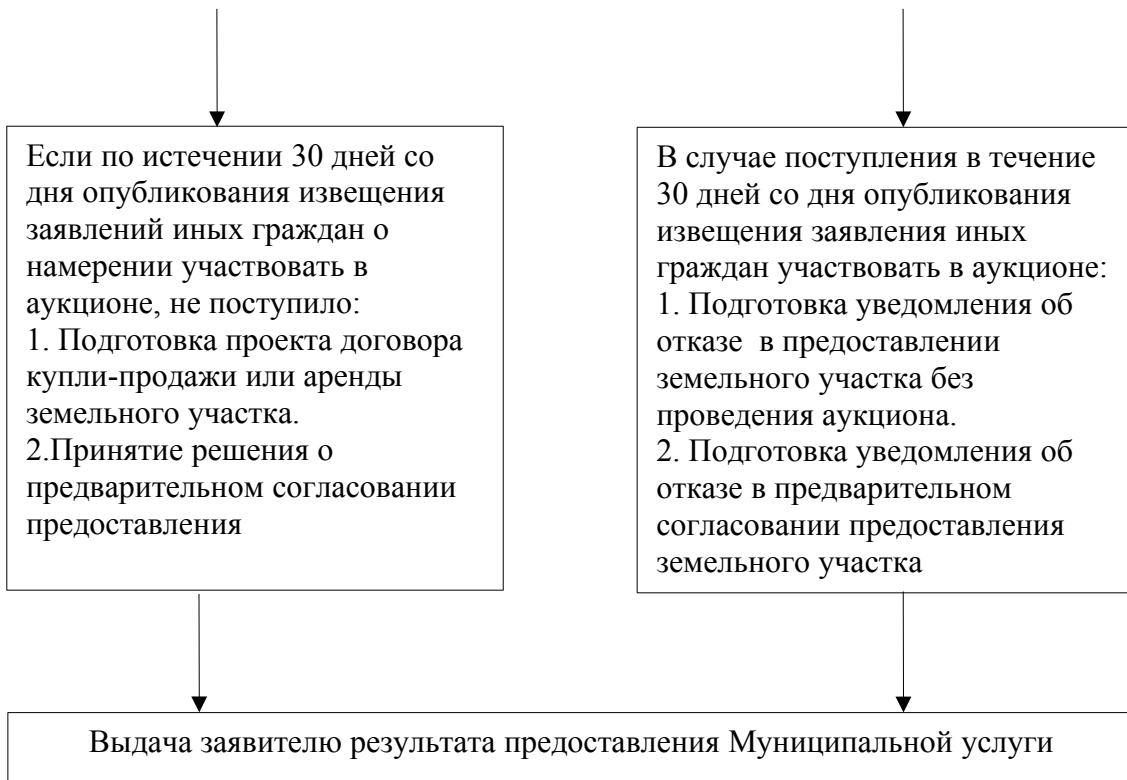 Если по истечении 30 дней со
дня опубликования извещения
заявлений иных граждан о
намерении участвовать в
аукционе, не поступило:
1. Подготовка проекта договора
купли-продажи или аренды
земельного участка.
2.Принятие решения о
предварительном согласовании
предоставления
В случае поступления в течение
30 дней со дня опубликования
извещения заявления иных
граждан участвовать в аукционе:
1. Подготовка уведомления об
отказе  в предоставлении
земельного участка без
проведения аукциона.
2. Подготовка уведомления об
отказе в предварительном
согласовании предоставления
земельного участка
Выдача заявителю результата предоставления Муниципальной услуги